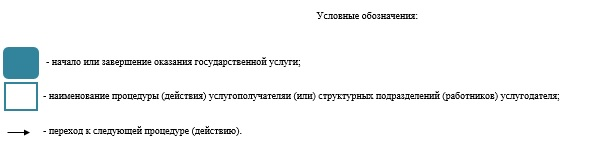 Условные обозначения:
- начало или завершение оказания государственной услуги;
- наименование процедуры (действия) услугополучателяи (или) структурных подразделений (работников) услугодателя;
- переход к следующей процедуре (действию).